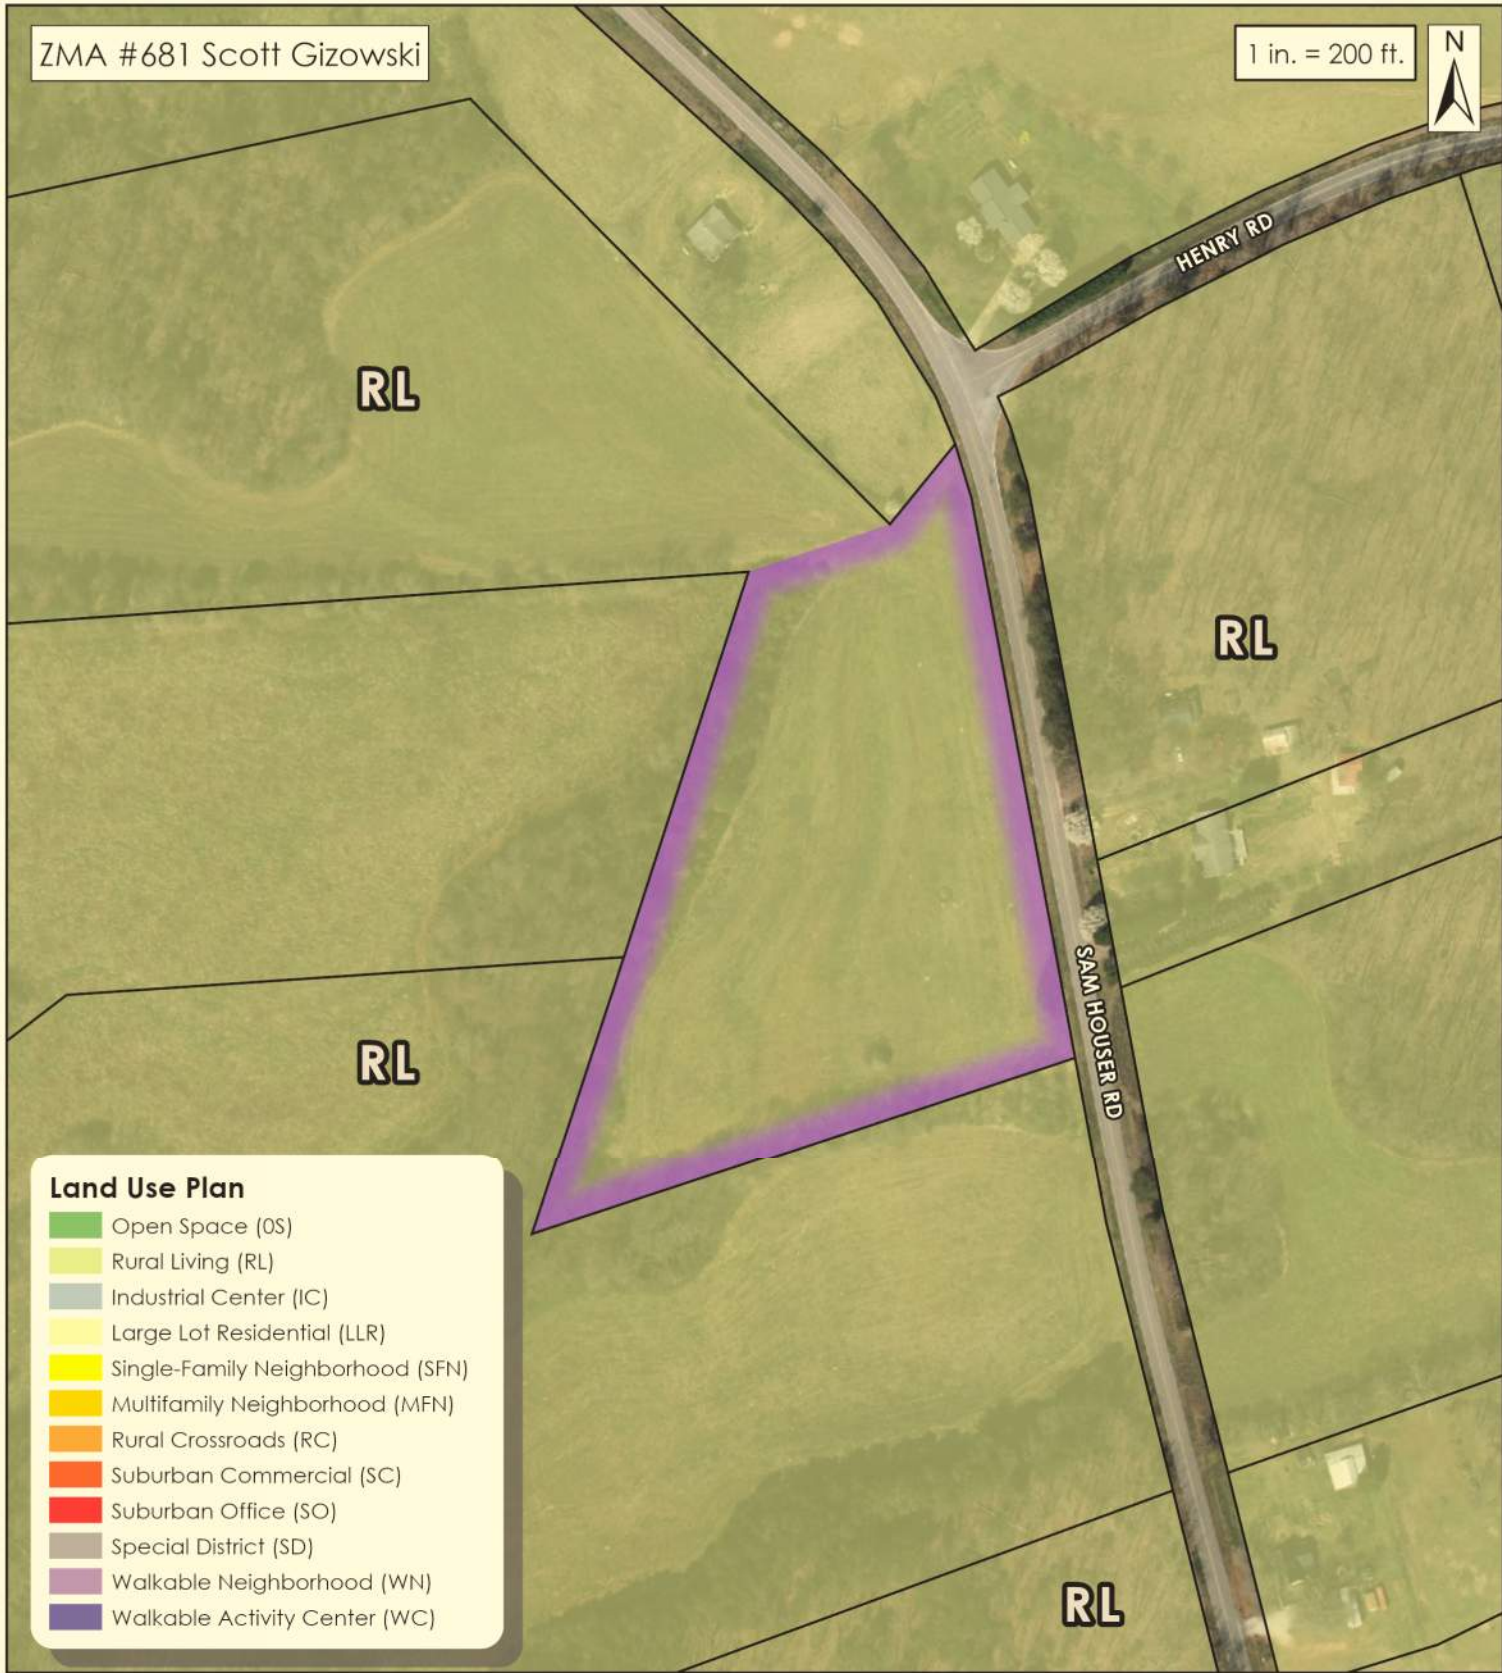 ZMA #681 Scott Gizowski
1 in. = 200 ft.
N
HENRY RD
RL
RL
SAM HOUSER RD
RL
Land Use Plan
Open Space (0S)
Rural Living (RL)
Industrial Center (IC)
Large Lot Residential (LLR)
Single-Family Neighborhood (SFN)
Multifamily Neighborhood (MFN)
Rural Crossroads (RC)
Suburban Commercial (SC)
Suburban Office (SO)
Special District (SD)
Walkable Neighborhood (WN)
Walkable Activity Center (WC)
RL